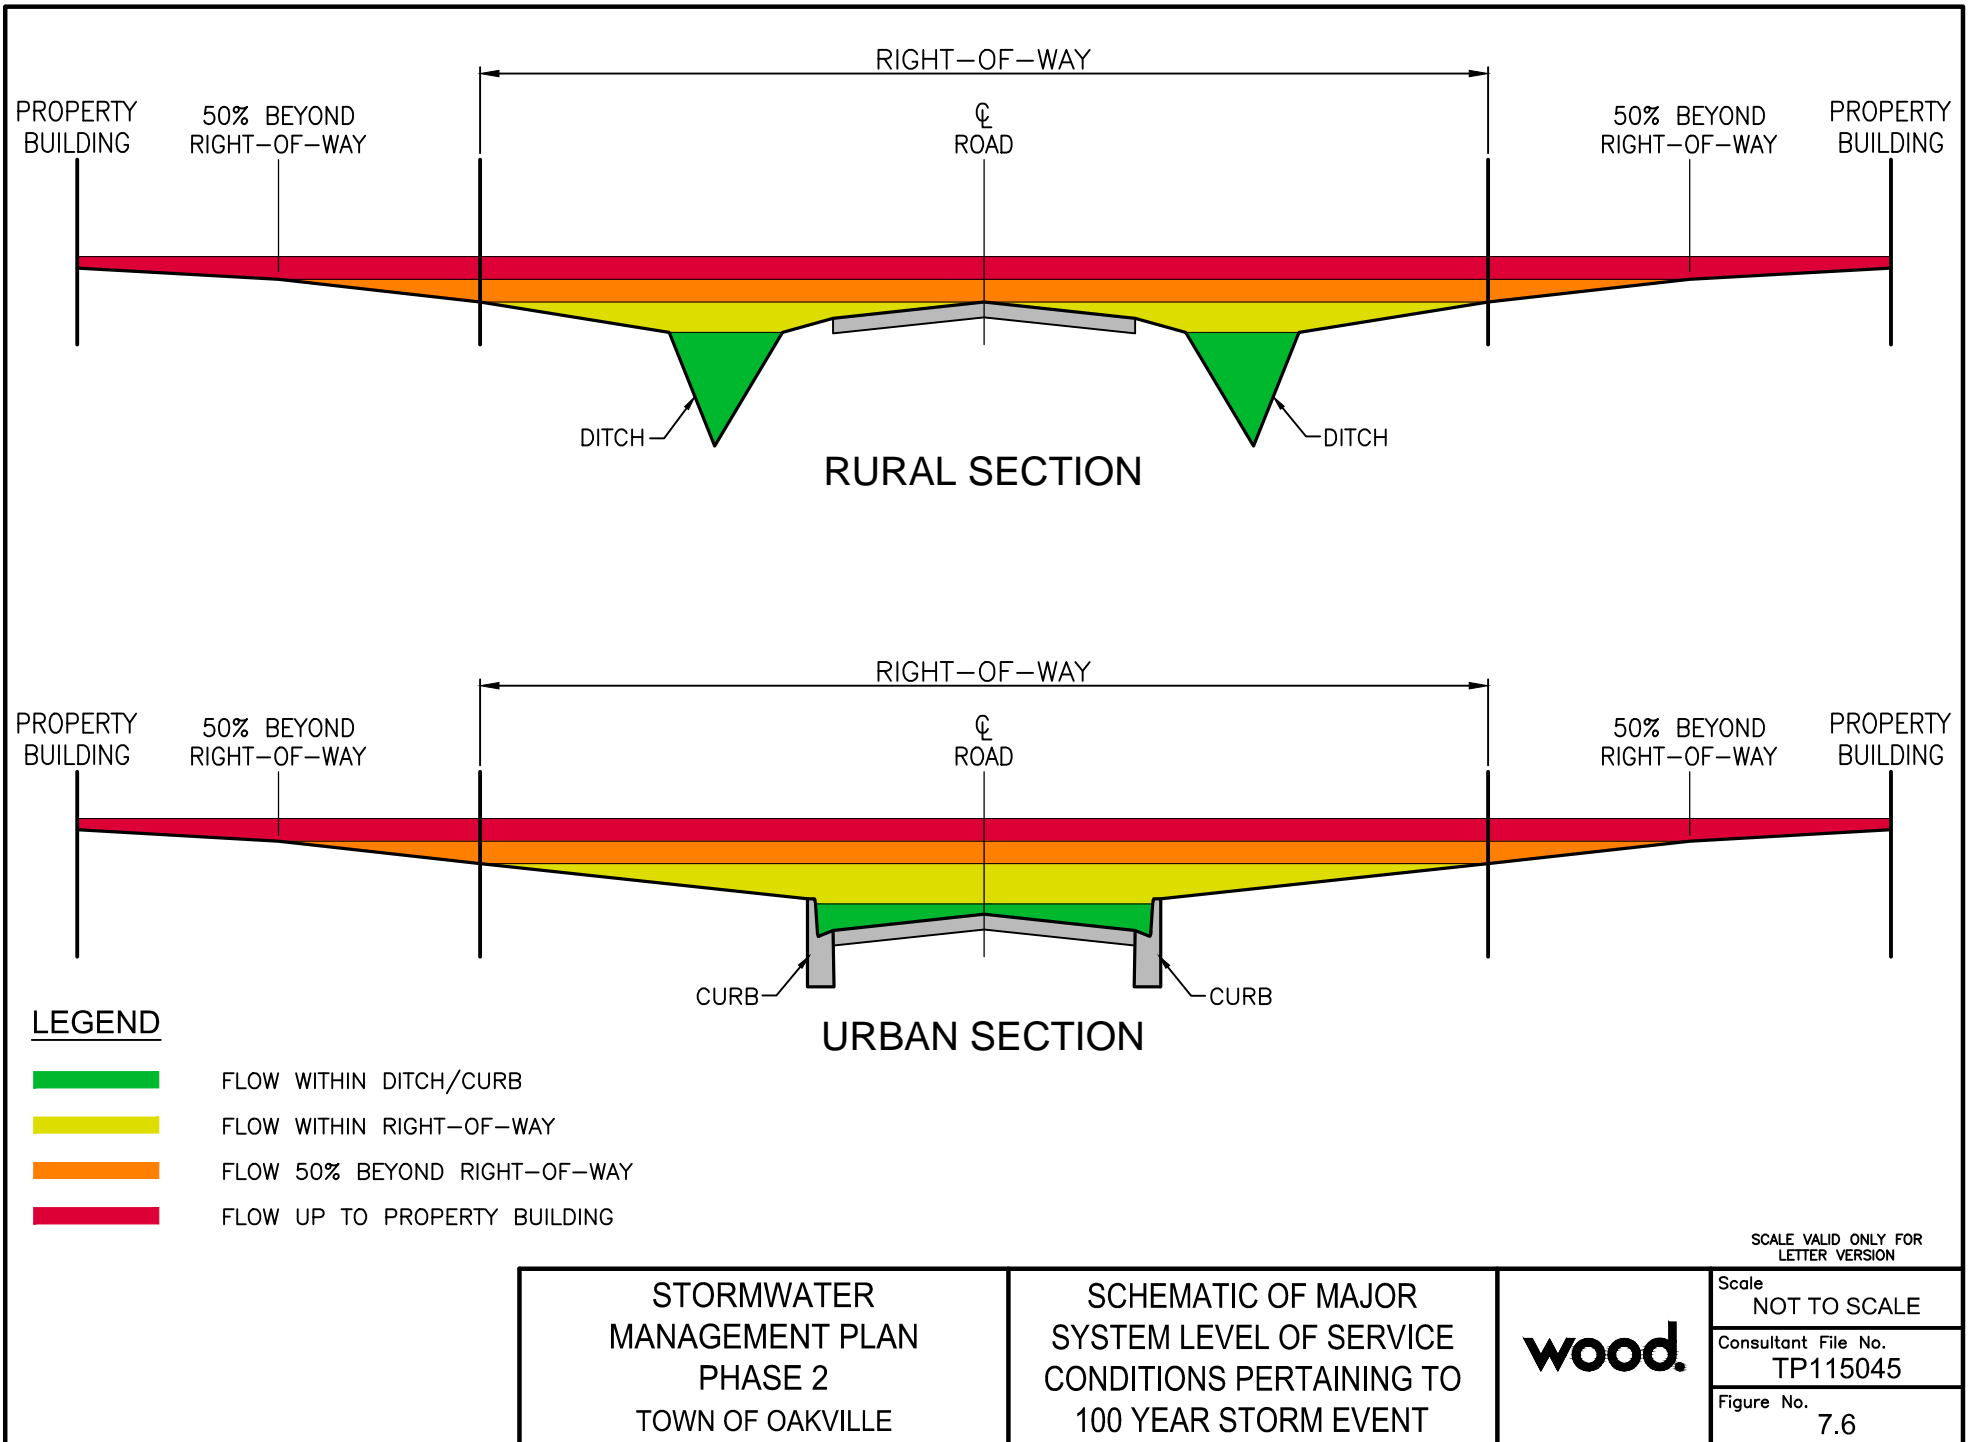 RIGHT-OF-WAY
PROPERTY
BUILDING
50% BEYOND
RIGHT-OF-WAY
℄
ROAD
50% BEYOND
RIGHT-OF-WAY
PROPERTY
BUILDING
DITCH
DITCH
RURAL SECTION
RIGHT-OF-WAY
PROPERTY
BUILDING
50% BEYOND
RIGHT-OF-WAY
℄
ROAD
50% BEYOND
RIGHT-OF-WAY
PROPERTY
BUILDING
CURB
CURB
URBAN SECTION
LEGEND
FLOW WITHIN DITCH/CURB
FLOW WITHIN RIGHT-OF-WAY
FLOW 50% BEYOND RIGHT-OF-WAY
FLOW UP TO PROPERTY BUILDING
SCALE VALID ONLY FOR
LETTER VERSION
STORMWATER
MANAGEMENT PLAN
PHASE 2
TOWN OF OAKVILLE
SCHEMATIC OF MAJOR
SYSTEM LEVEL OF SERVICE
CONDITIONS PERTAINING TO
100 YEAR STORM EVENT
wood.
Scale
NOT TO SCALE
Consultant File No.
TP115045
Figure No.
7.6